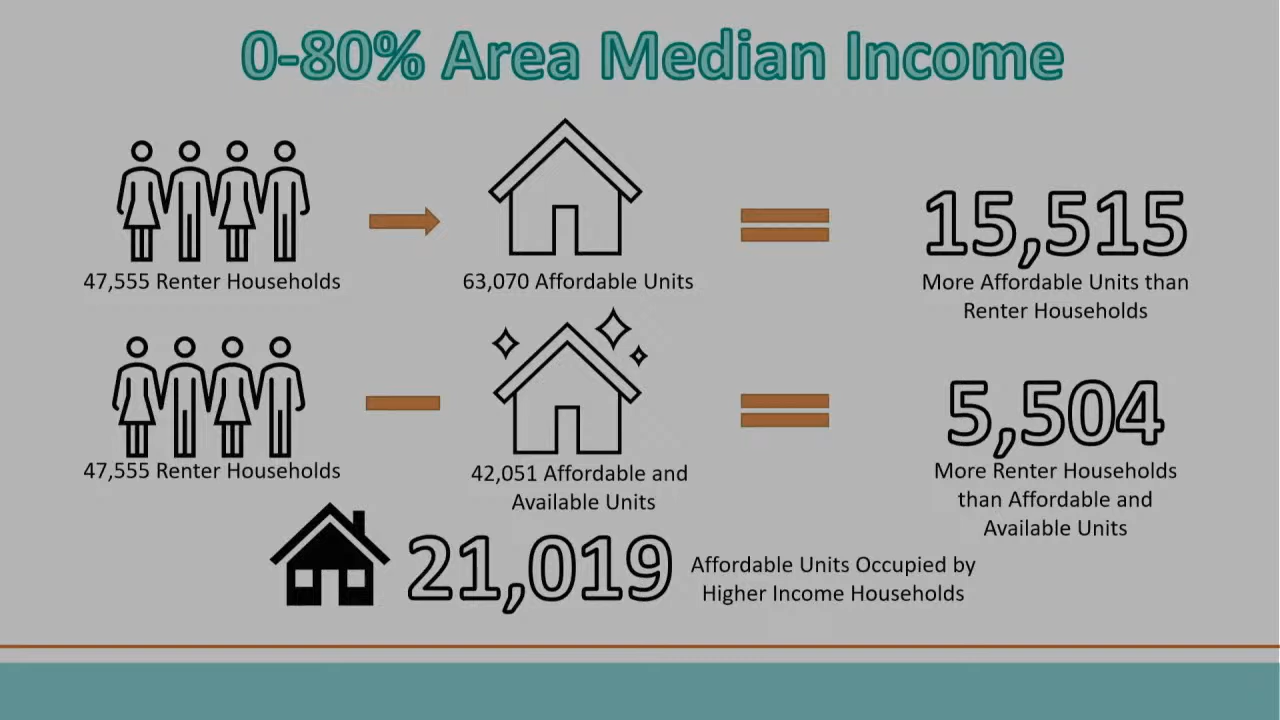 0-80% Area Median Income
47,555 Renter Households
63,070 Affordable Units
15,515
More Affordable Units than
Renter Households
47,555 Renter Households
42,051 Affordable and
Available Units
5,504
More Renter Households
than Affordable and
Available Units
21,019
Affordable Units Occupied by
Higher Income Households